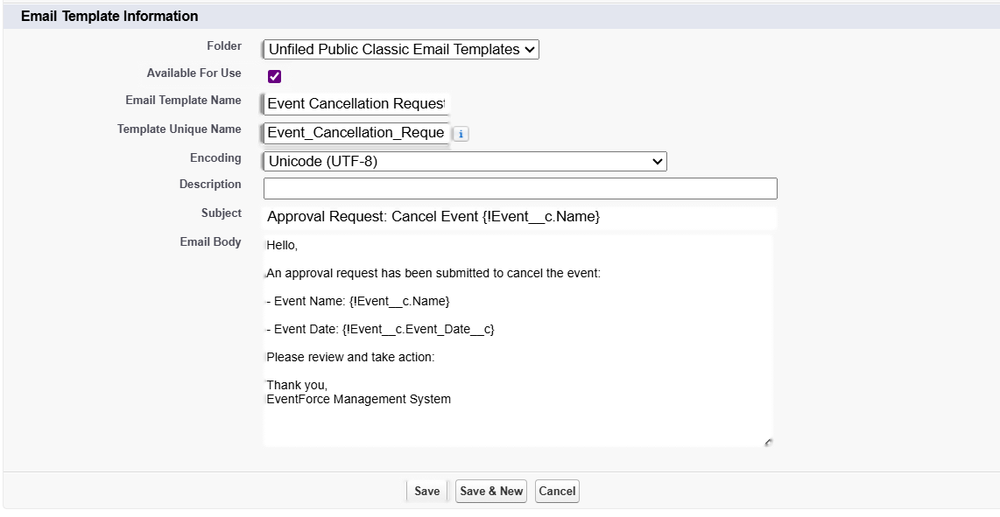 Email Template Information
Folder
Unfiled Public Classic Email Templates
Available For Use
Email Template Name
Event Cancellation Request
Template Unique Name
Event_Cancellation_Reque
i
Encoding
Unicode (UTF-8)
Description
Subject
Approval Request: Cancel Event {!Event__c.Name}
Email Body
Hello,
An approval request has been submitted to cancel the event:
- Event Name: {!Event__c.Name}
- Event Date: {!Event__c.Event_Date__c}
Please review and take action:
Thank you,
EventForce Management System
Save
Save & New
Cancel